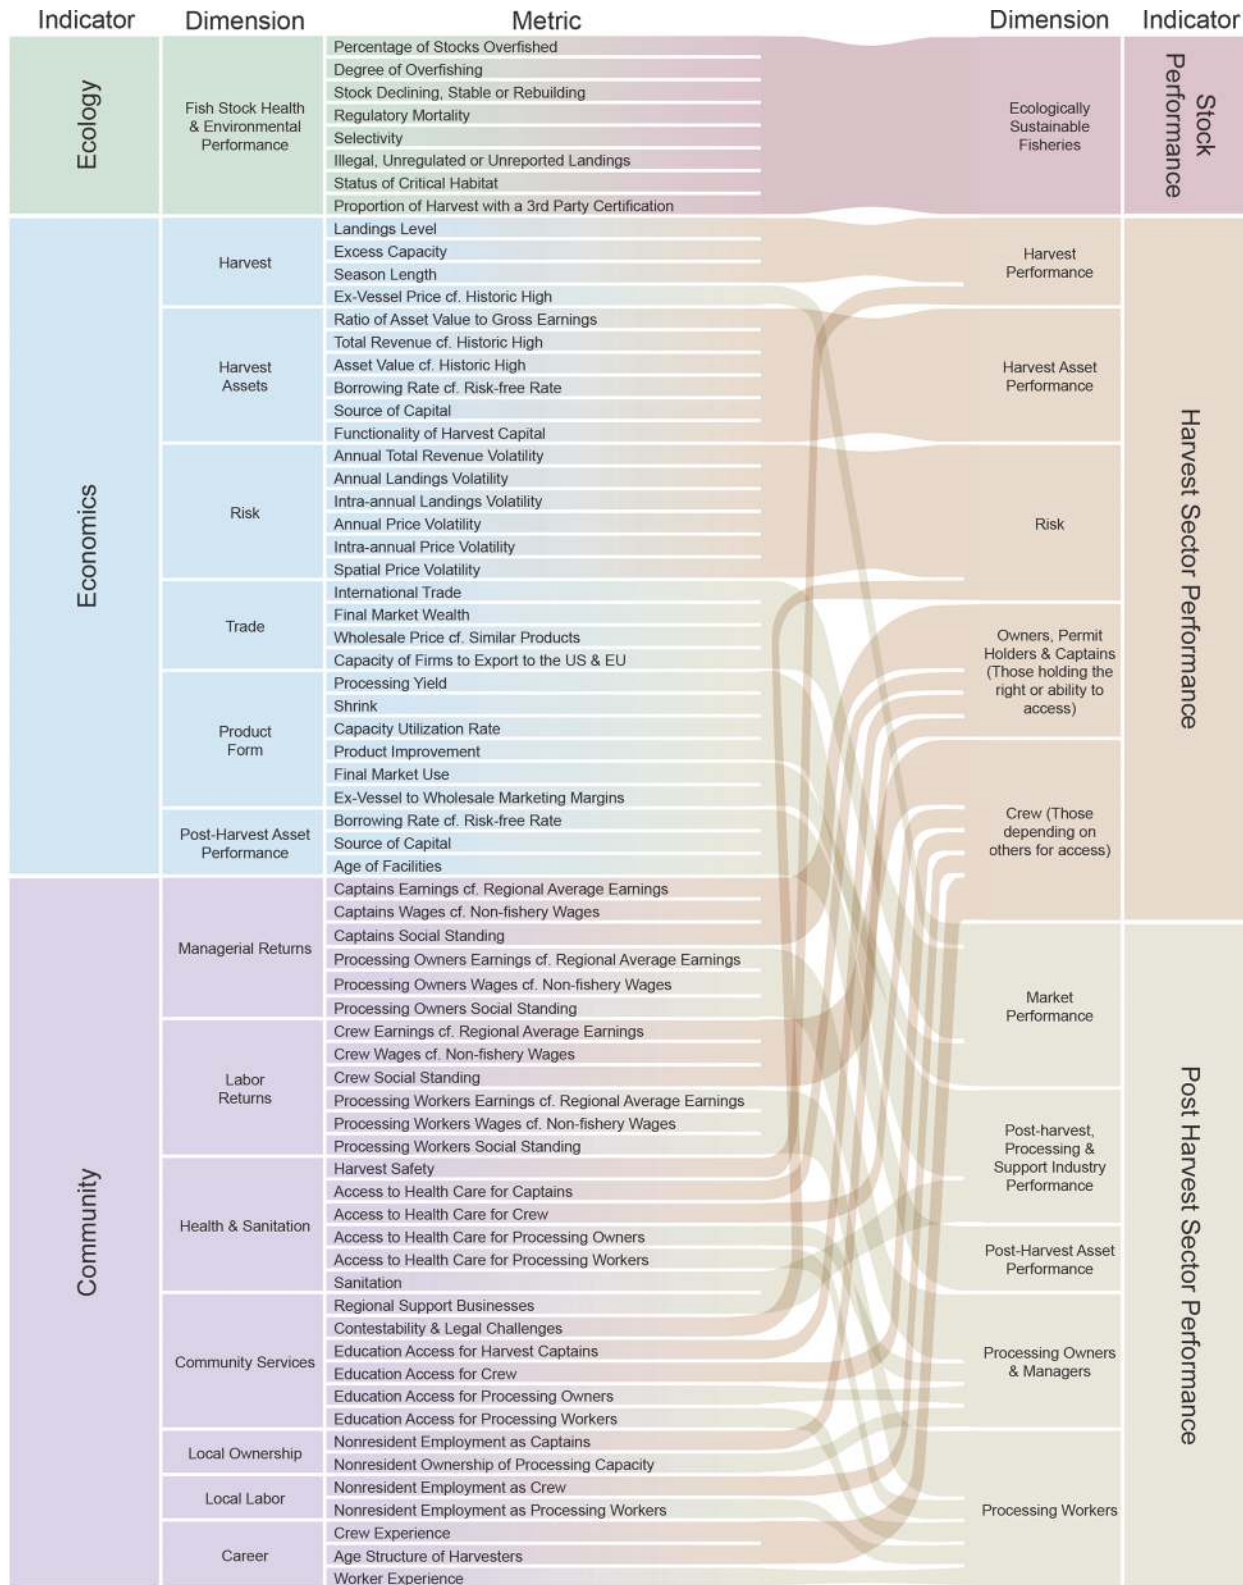 Indicator Dimension Metric Dimension Indicator
Ecology
Fish Stock Health
& Environmental
Performance
Percentage of Stocks Overfished
Degree of Overfishing
Stock Declining, Stable or Rebuilding
Regulatory Mortality
Selectivity
Illegal, Unregulated or Unreported Landings
Status of Critical Habitat
Proportion of Harvest with a 3rd Party Certification
Economics
Harvest
Landings Level
Excess Capacity
Season Length
Ex-Vessel Price cf. Historic High
Harvest
Assets
Ratio of Asset Value to Gross Earnings
Total Revenue cf. Historic High
Asset Value cf. Historic High
Borrowing Rate cf. Risk-free Rate
Source of Capital
Functionality of Harvest Capital
Risk
Annual Total Revenue Volatility
Annual Landings Volatility
Intra-annual Landings Volatility
Annual Price Volatility
Intra-annual Price Volatility
Spatial Price Volatility
Trade
International Trade
Final Market Wealth
Wholesale Price cf. Similar Products
Capacity of Firms to Export to the US & EU
Product
Form
Processing Yield
Shrink
Capacity Utilization Rate
Product Improvement
Final Market Use
Ex-Vessel to Wholesale Marketing Margins
Post-Harvest Asset
Performance
Borrowing Rate cf. Risk-free Rate
Source of Capital
Age of Facilities
Community
Managerial Returns
Captains Earnings cf. Regional Average Earnings
Captains Wages cf. Non-fishery Wages
Captains Social Standing
Processing Owners Earnings cf. Regional Average Earnings
Processing Owners Wages cf. Non-fishery Wages
Processing Owners Social Standing
Labor
Returns
Crew Earnings cf. Regional Average Earnings
Crew Wages cf. Non-fishery Wages
Crew Social Standing
Processing Workers Earnings cf. Regional Average Earnings
Processing Workers Wages cf. Non-fishery Wages
Processing Workers Social Standing
Health & Sanitation
Harvest Safety
Access to Health Care for Captains
Access to Health Care for Crew
Access to Health Care for Processing Owners
Access to Health Care for Processing Workers
Sanitation
Community Services
Regional Support Businesses
Contestability & Legal Challenges
Education Access for Harvest Captains
Education Access for Crew
Education Access for Processing Owners
Education Access for Processing Workers
Local Ownership
Nonresident Employment as Captains
Nonresident Ownership of Processing Capacity
Local Labor
Nonresident Employment as Crew
Nonresident Employment as Processing Workers
Career
Crew Experience
Age Structure of Harvesters
Worker Experience
Ecologically
Sustainable
Fisheries
Stock
Performance
Harvest
Performance
Harvest Asset
Performance
Risk
Owners, Permit
Holders & Captains
(Those holding the
right or ability to
access)
Crew (Those
depending on
others for access)
Harvest Sector Performance
Market
Performance
Post-harvest,
Processing &
Support Industry
Performance
Post-Harvest Asset
Performance
Processing Owners
& Managers
Processing Workers
Post Harvest Sector Performance